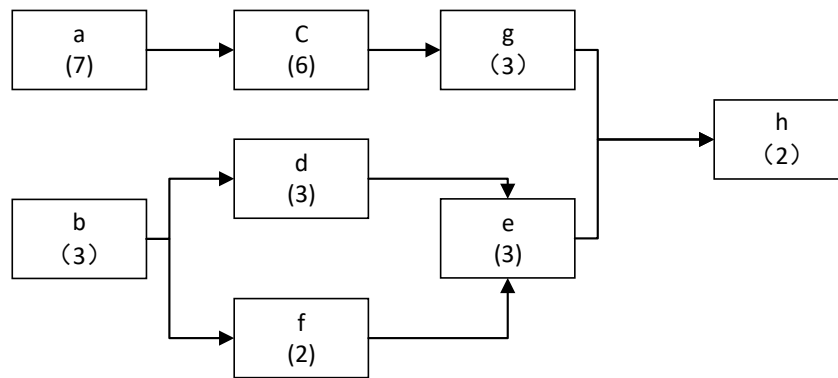 a
(7)
C
(6)
g
（3）
h
（2）
d
(3)
b
（3）
e
(3)
f
(2)